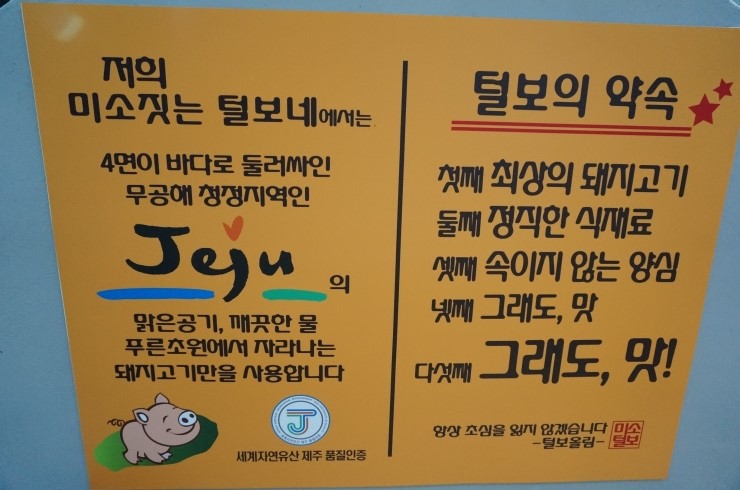 저희
미소짓는 털보네에서는
4면이 바다로 둘러싸인
무공해 청정지역인
Jeju의
맑은공기, 깨끗한 물
푸른초원에서 자라나는
돼지고기만을 사용합니다
J
세계자연유산 제주 품질인증
털보의 약속
첫째 최상의 돼지고기
둘째 정직한 식재료
셋째 속이지 않는 양심
넷째 그래도, 맛
다섯째 그래도, 맛!
항상 초심을 잃지 않겠습니다
-털보올림-
미소
털보